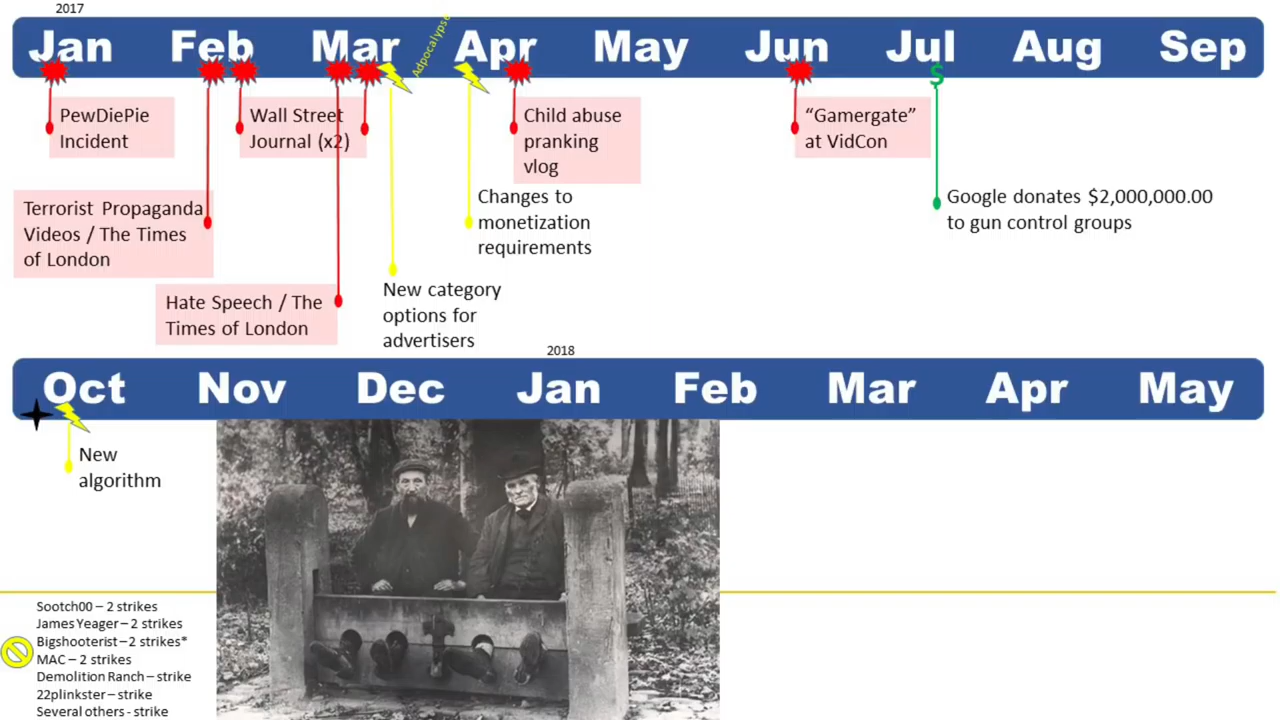 2017
Jan Feb Mar Apr May Jun Jul Aug Sep
Adpocalypse
$
PewDiePie
Incident
Wall Street
Journal (x2)
Child abuse
pranking
vlog
“Gamergate”
at VidCon
Terrorist Propaganda
Videos / The Times
of London
Changes to
monetization
requirements
Google donates $2,000,000.00
to gun control groups
Hate Speech / The
Times of London
New category
options for
advertisers
2018
Oct Nov Dec Jan Feb Mar Apr May
New
algorithm
Sootch00 – 2 strikes
James Yeager – 2 strikes
Bigshooterist – 2 strikes*
MAC – 2 strikes
Demolition Ranch – strike
22plinkster – strike
Several others - strike